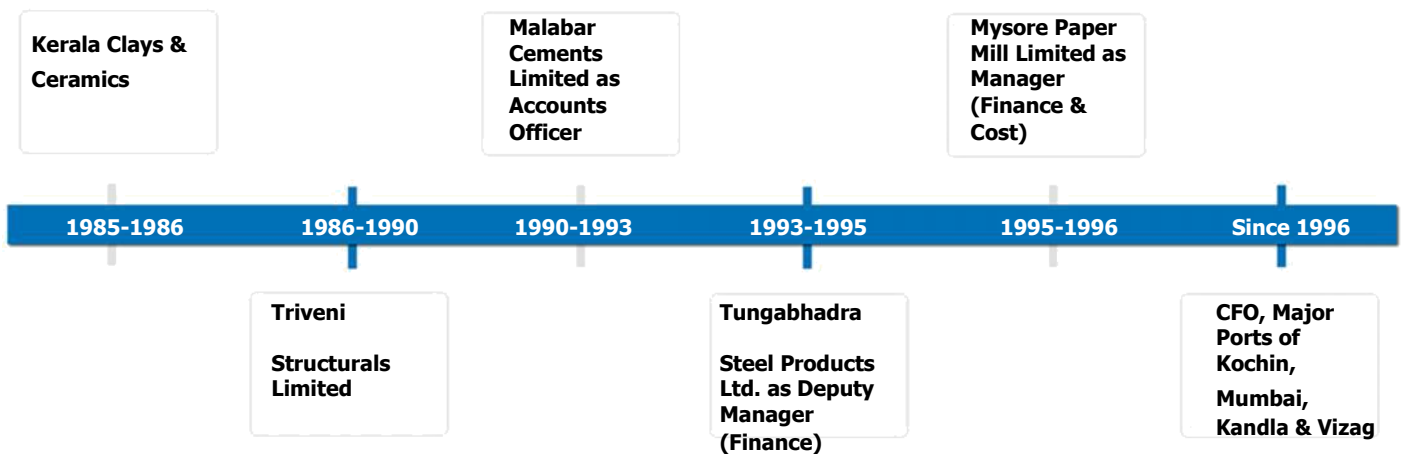 Kerala Clays &
Ceramics
Malabar
Cements
Limited as
Accounts
Officer
Mysore Paper
Mill Limited as
Manager
(Finance &
Cost)
1985-1986 1986-1990 1990-1993 1993-1995 1995-1996 Since 1996
Triveni
Structurals
Limited
Tungabhadra
Steel Products
Ltd. as Deputy
Manager
(Finance)
CFO, Major
Ports of
Kochin,
Mumbai,
Kandla & Vizag